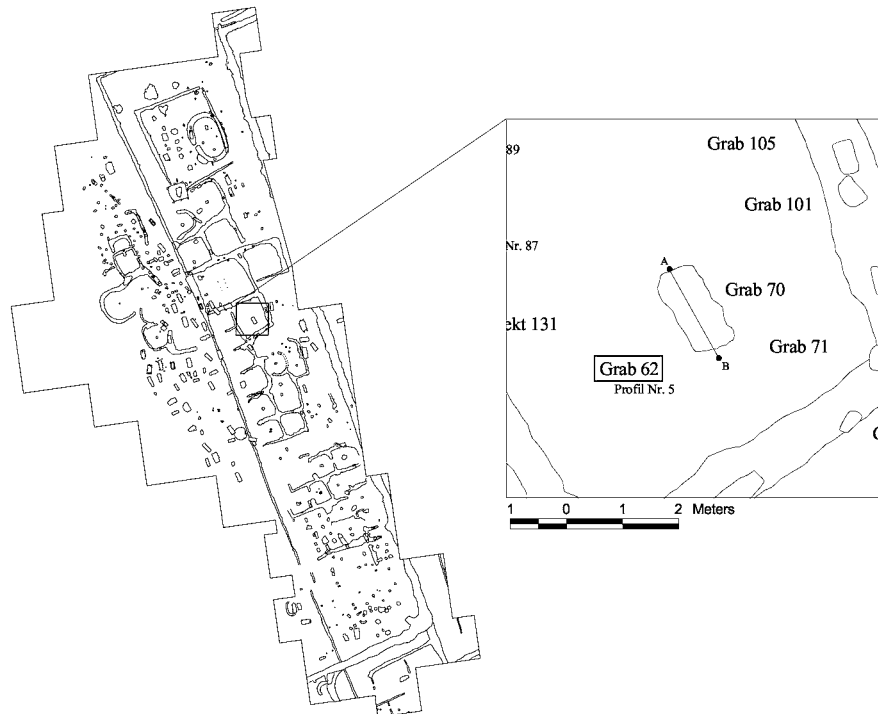 Grab 105
89
Grab 101
Nr. 87
A
Grab 70
ekt 131
Grab 71
B
Grab 62
Profil Nr. 5
1 0 1 2 Meters